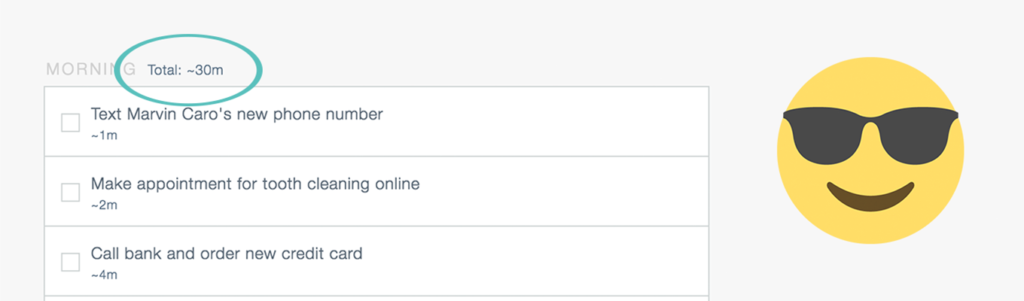 MORNING Total: ~30m
Text Marvin Caro's new phone number
~1m
Make appointment for tooth cleaning online
~2m
Call bank and order new credit card
~4m